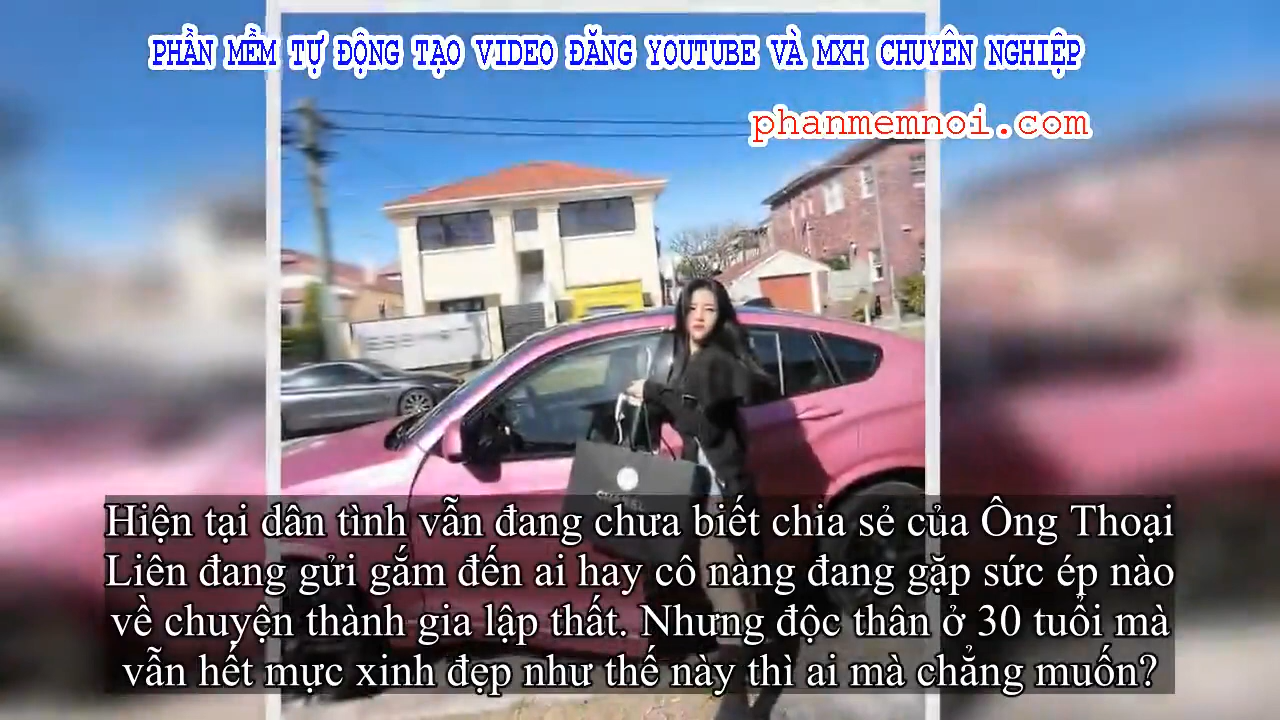 PHẦN MỀM TỰ ĐỘNG TẠO VIDEO ĐĂNG YOUTUBE VÀ MXH CHUYÊN NGHIỆP
phanmemnoi.com
CHANEL
Hiện tại dân tình vẫn đang chưa biết chia sẻ của Ông Thoại
Liên đang gửi gắm đến ai hay cô nàng đang gặp sức ép nào
về chuyện thành gia lập thất. Nhưng độc thân ở 30 tuổi mà
vẫn hết mực xinh đẹp như thế này thì ai mà chẳng muốn?